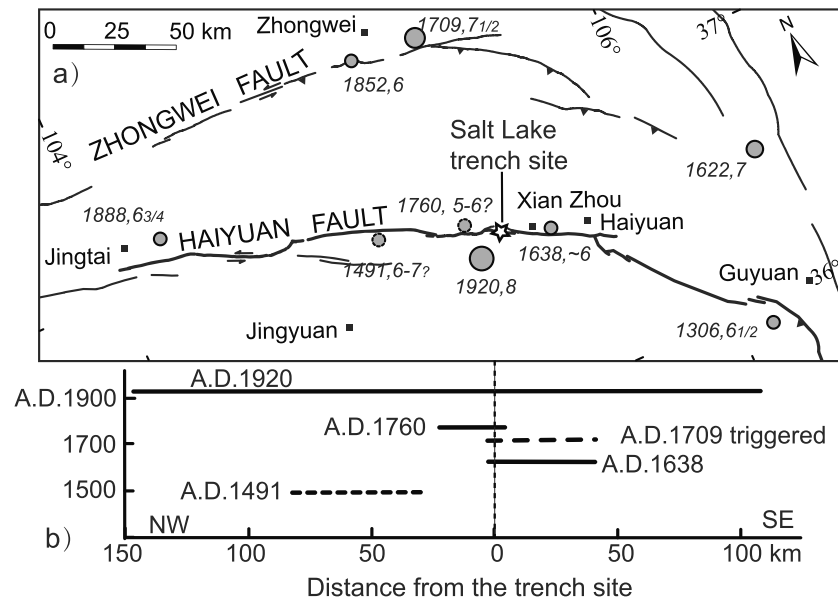 0 25 50 km
a)
Zhongwei
1709,7 1/2
106°
37°
N
1852,6
ZHONGWEI FAULT
104°
Salt Lake
trench site
1622,7
1888,6 3/4
1760, 5-6?
Xian Zhou
Haiyuan
HAIYUAN FAULT
Jingtai
1491,6-7?
1638,~6
1920,8
Guyuan
36°
Jingyuan
1306,6 1/2
A.D.1920
A.D.1900
A.D.1760
A.D.1709 triggered
1700
A.D.1638
A.D.1491
1500
NW
SE
b)
150 100 50 0 50 100 km
Distance from the trench site